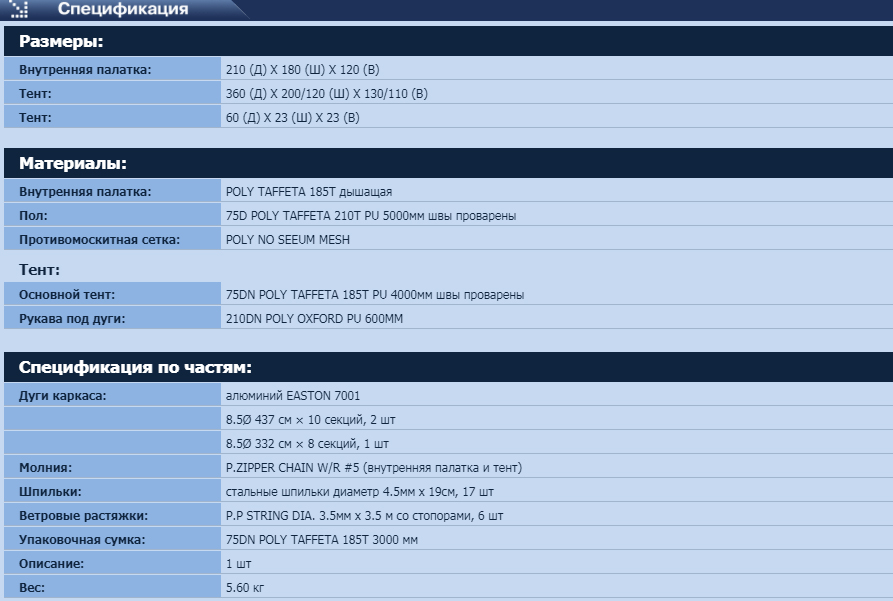 Спецификация
Размеры:
Внутренняя палатка: 210 (Д) X 180 (Ш) X 120 (В)
Тент: 360 (Д) X 200/120 (Ш) X 130/110 (В)
Тент: 60 (Д) X 23 (Ш) X 23 (В)
Материалы:
Внутренняя палатка: POLY TAFFETA 185T дышащая
Пол: 75D POLY TAFFETA 210T PU 5000мм швы проварены
Противомоскитная сетка: POLY NO SEEUM MESH
Тент:
Основной тент: 75DN POLY TAFFETA 185T PU 4000мм швы проварены
Рукава под дуги: 210DN POLY OXFORD PU 600MM
Спецификация по частям:
Дуги каркаса: алюминий EASTON 7001
8.5Ø 437 см × 10 секций, 2 шт
8.5Ø 332 см × 8 секций, 1 шт
Молния: P.ZIPPER CHAIN W/R #5 (внутренняя палатка и тент)
Шпильки: стальные шпильки диаметр 4.5мм x 19см, 17 шт
Ветровые растяжки: P.P STRING DIA. 3.5мм x 3.5 м со стопорами, 6 шт
Упаковочная сумка: 75DN POLY TAFFETA 185T 3000 мм
Описание: 1 шт
Вес: 5.60 кг